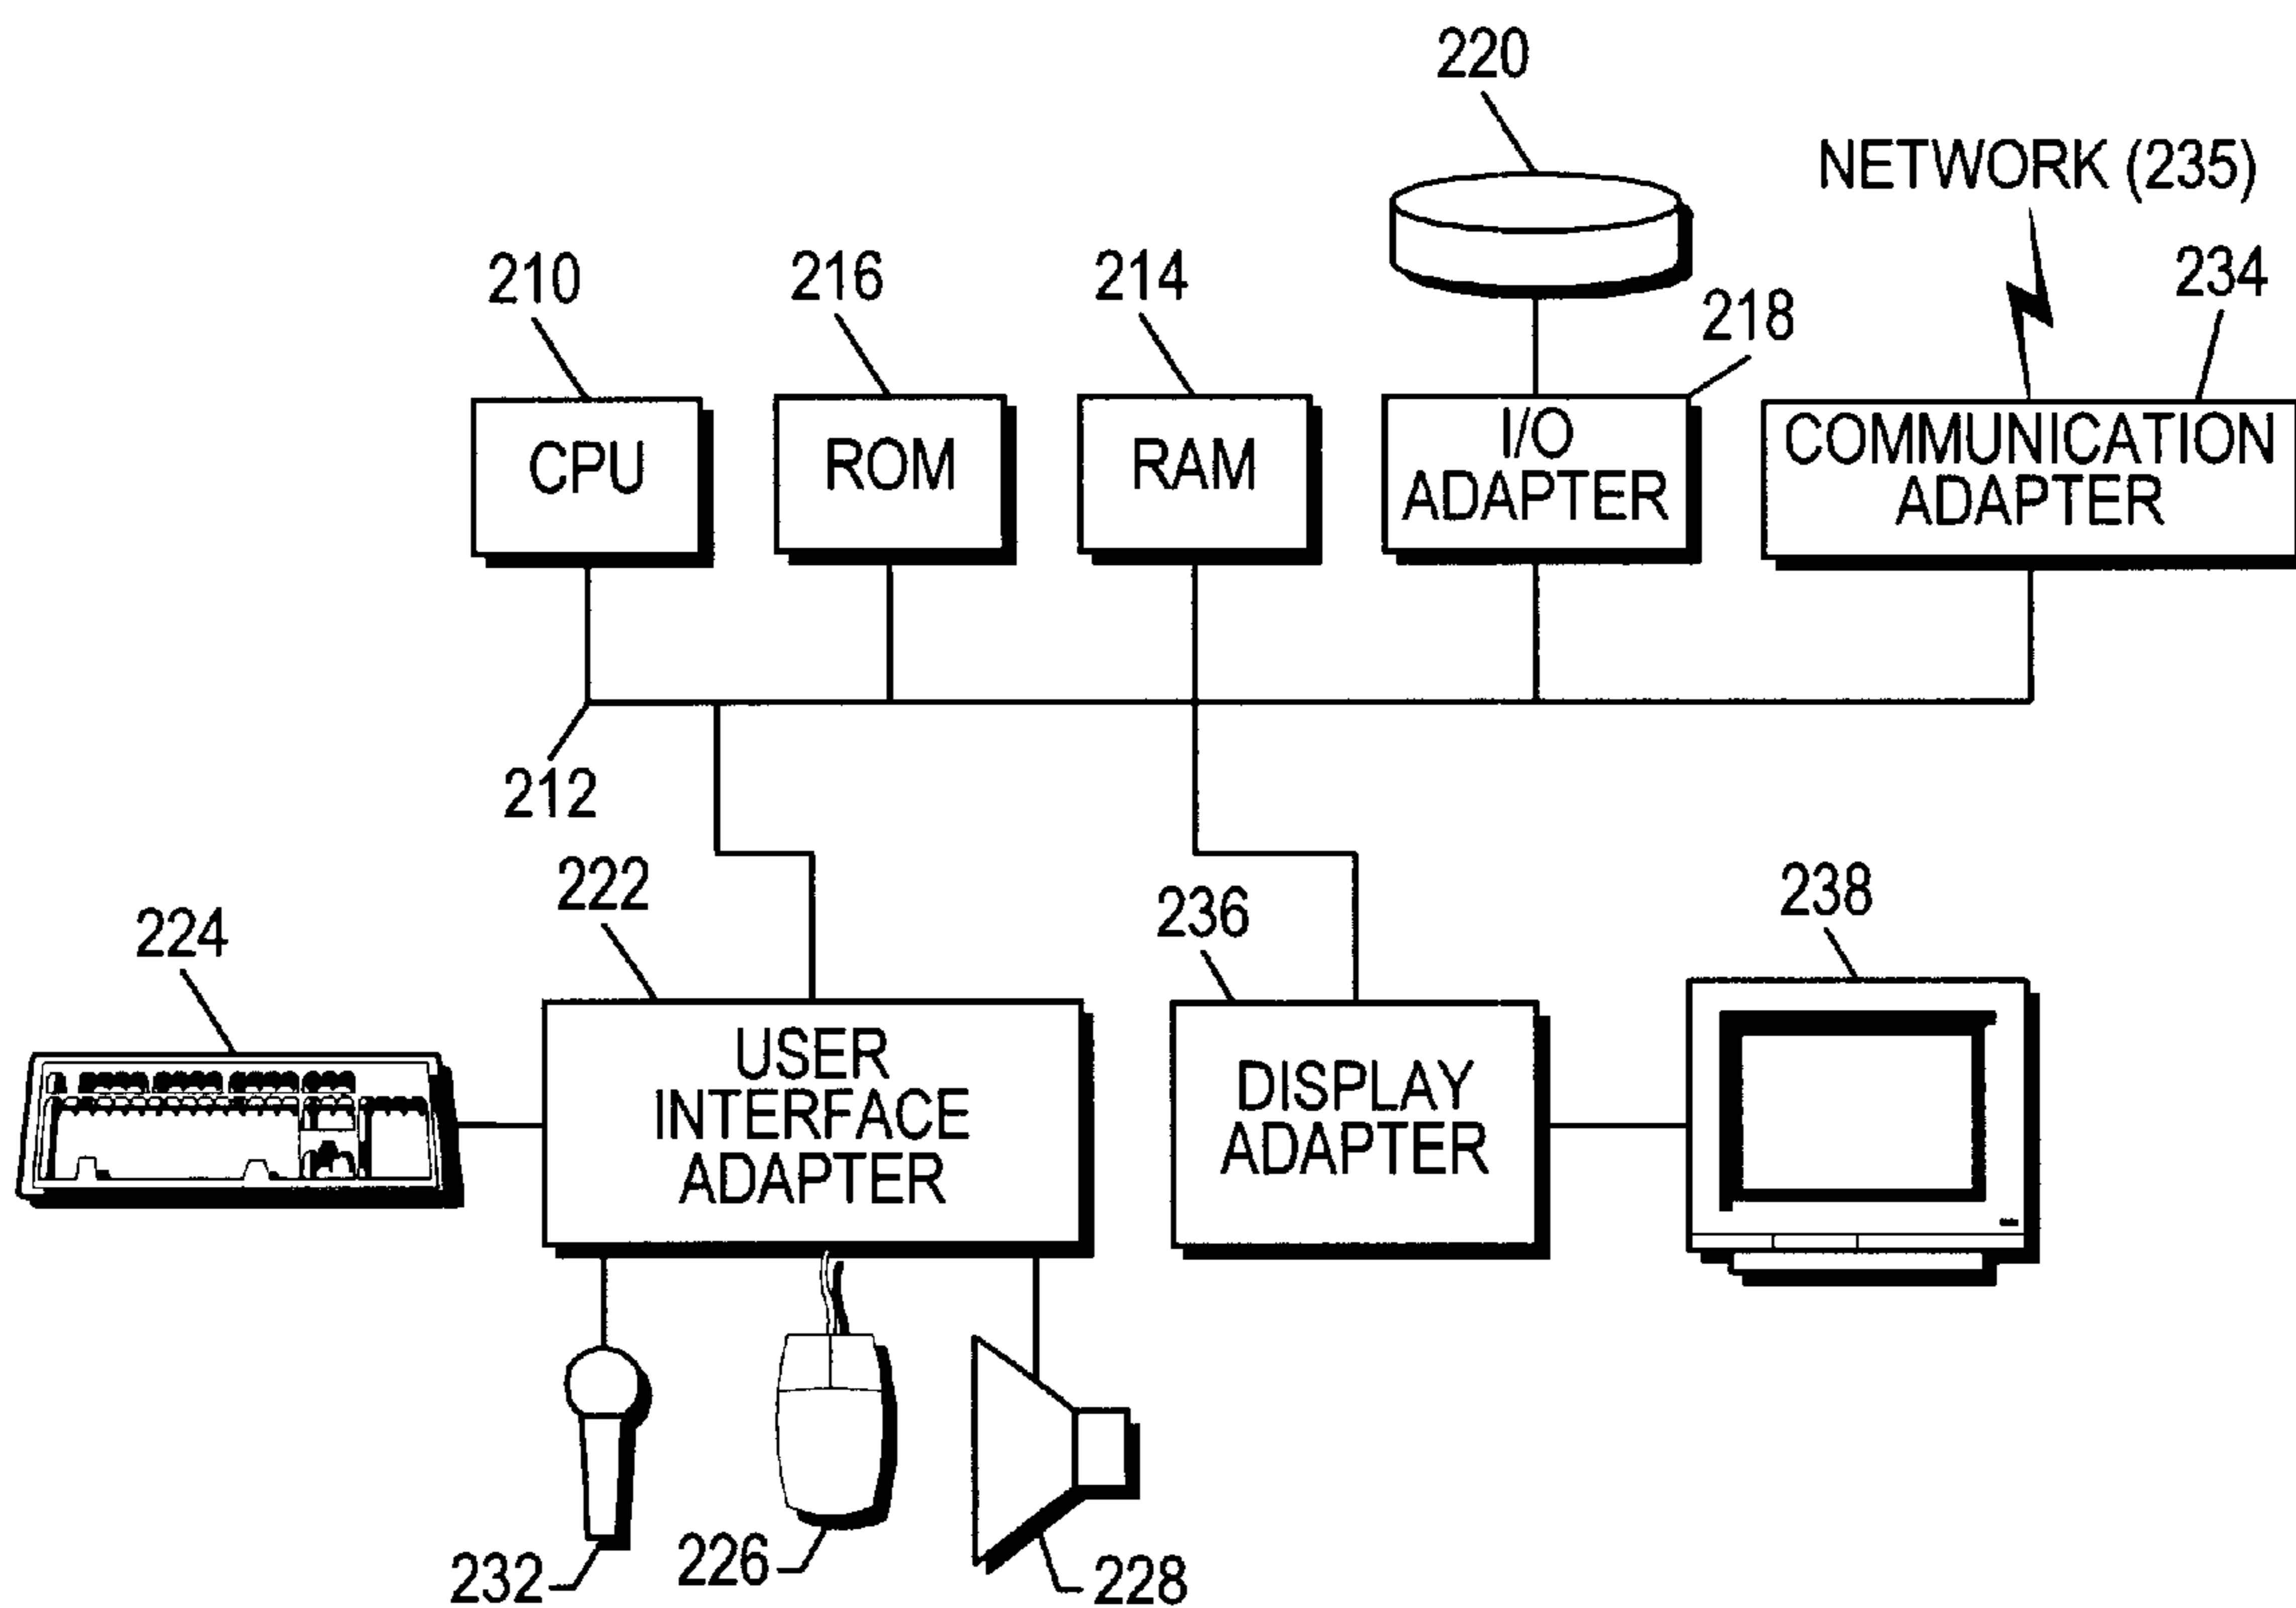 220
NETWORK (235)
210
216
214
218
234
CPU
ROM
RAM
I/O
ADAPTER
COMMUNICATION
ADAPTER
212
222
236
238
224
USER
INTERFACE
ADAPTER
DISPLAY
ADAPTER
232
226
228